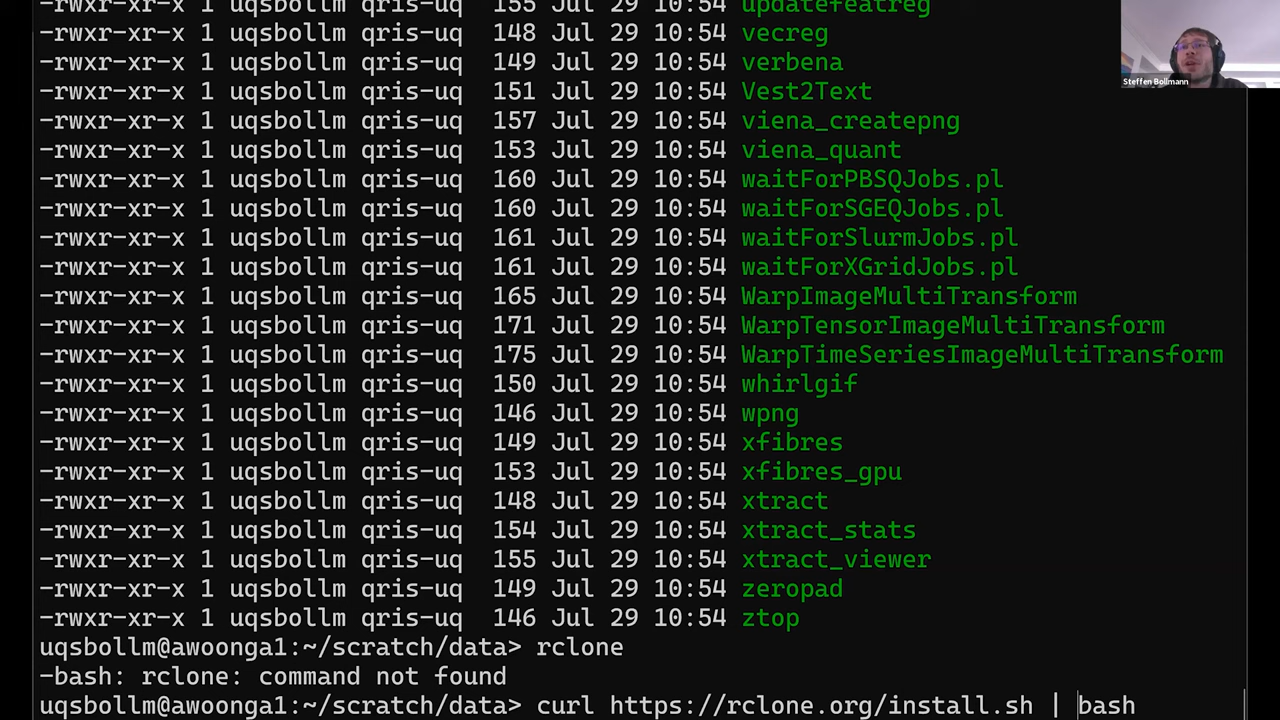 -rwxr-xr-x 1 uqsbollm qris-uq  155 Jul 29 10:54 updatefeatreg
-rwxr-xr-x 1 uqsbollm qris-uq  148 Jul 29 10:54 vecreg
-rwxr-xr-x 1 uqsbollm qris-uq  149 Jul 29 10:54 verbena
-rwxr-xr-x 1 uqsbollm qris-uq  151 Jul 29 10:54 Vest2Text
-rwxr-xr-x 1 uqsbollm qris-uq  157 Jul 29 10:54 viena_createpng
-rwxr-xr-x 1 uqsbollm qris-uq  153 Jul 29 10:54 viena_quant
-rwxr-xr-x 1 uqsbollm qris-uq  160 Jul 29 10:54 waitForPBSQJobs.pl
-rwxr-xr-x 1 uqsbollm qris-uq  160 Jul 29 10:54 waitForSGEQJobs.pl
-rwxr-xr-x 1 uqsbollm qris-uq  161 Jul 29 10:54 waitForSlurmJobs.pl
-rwxr-xr-x 1 uqsbollm qris-uq  161 Jul 29 10:54 waitForXGridJobs.pl
-rwxr-xr-x 1 uqsbollm qris-uq  165 Jul 29 10:54 WarpImageMultiTransform
-rwxr-xr-x 1 uqsbollm qris-uq  171 Jul 29 10:54 WarpTensorImageMultiTransform
-rwxr-xr-x 1 uqsbollm qris-uq  175 Jul 29 10:54 WarpTimeSeriesImageMultiTransform
-rwxr-xr-x 1 uqsbollm qris-uq  150 Jul 29 10:54 whirlgif
-rwxr-xr-x 1 uqsbollm qris-uq  146 Jul 29 10:54 wpng
-rwxr-xr-x 1 uqsbollm qris-uq  149 Jul 29 10:54 xfibres
-rwxr-xr-x 1 uqsbollm qris-uq  153 Jul 29 10:54 xfibres_gpu
-rwxr-xr-x 1 uqsbollm qris-uq  148 Jul 29 10:54 xtract
-rwxr-xr-x 1 uqsbollm qris-uq  154 Jul 29 10:54 xtract_stats
-rwxr-xr-x 1 uqsbollm qris-uq  155 Jul 29 10:54 xtract_viewer
-rwxr-xr-x 1 uqsbollm qris-uq  149 Jul 29 10:54 zeropad
-rwxr-xr-x 1 uqsbollm qris-uq  146 Jul 29 10:54 ztop
uqsbollm@awoonga1:~/scratch/data> rclone
-bash: rclone: command not found
uqsbollm@awoonga1:~/scratch/data> curl https://rclone.org/install.sh | bash
Steffen Bollmann